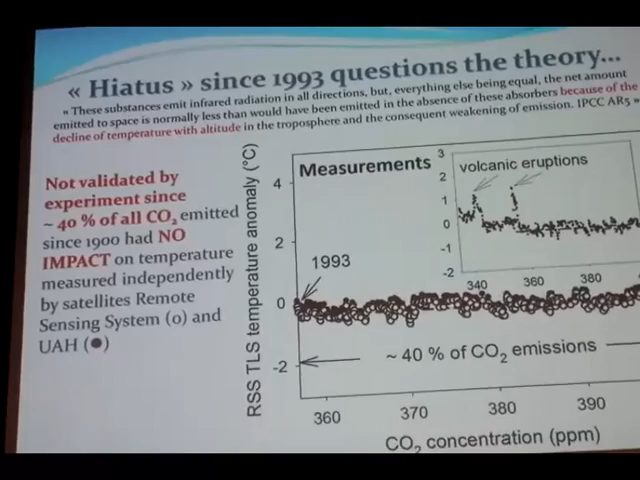 « Hiatus » since 1993 questions the theory...
« These substances emit infrared radiation in all directions, but, everything else being equal, the net amount
emitted to space is normally less than would have been emitted in the absence of these absorbers because of the
decline of temperature with altitude in the troposphere and the consequent weakening of emission. IPCC AR5 »
Not validated by
experiment since
~ 40 % of all CO₂ emitted
since 1900 had NO
IMPACT on temperature
measured independently
by satellites Remote
Sensing System (o) and
UAH (●)
RSS TLS temperature anomaly (°C)
4
2
0
-2
Measurements
1993
3
2
1
0
-1
-2
volcanic eruptions
340
360
380
~ 40 % of CO₂ emissions
360
370
380
390
CO₂ concentration (ppm)